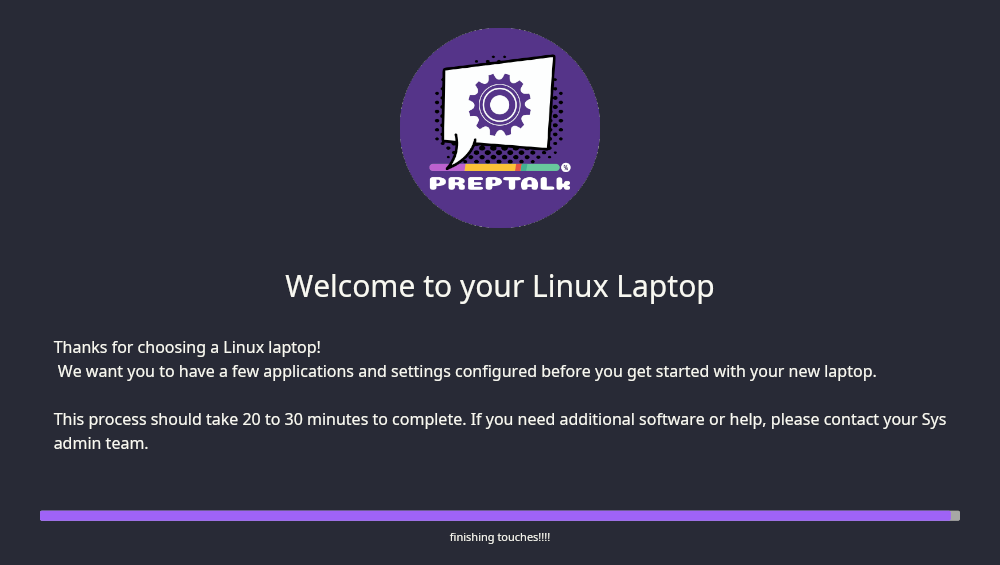 PREPTALk
Welcome to your Linux Laptop
Thanks for choosing a Linux laptop!
We want you to have a few applications and settings configured before you get started with your new laptop.
This process should take 20 to 30 minutes to complete. If you need additional software or help, please contact your Sys
admin team.
finishing touches!!!!